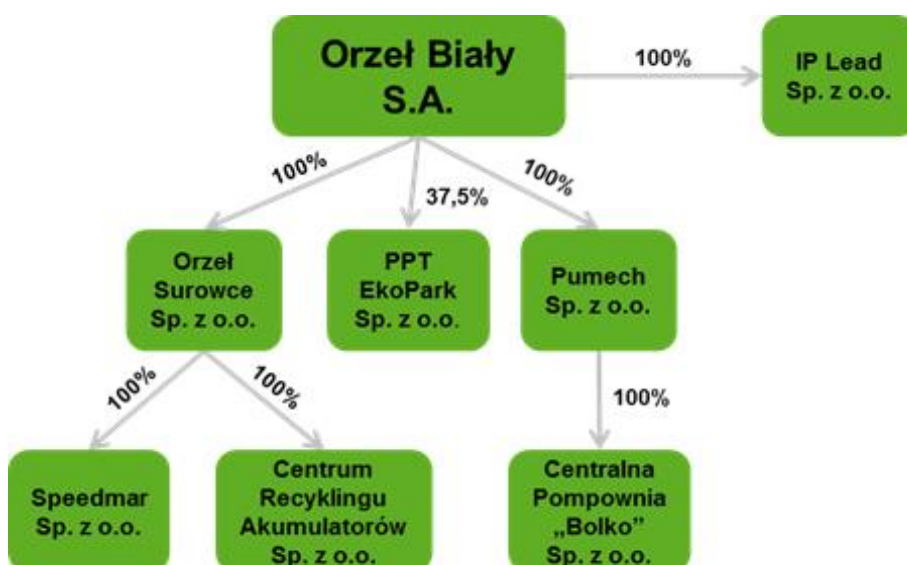 Orzeł Biały
S.A.
100%
IP Lead
Sp. z o.o.
100%
37,5%
100%
Orzeł
Surowce
Sp. z o.o.
PPT
EkoPark
Sp. z o.o.
Pumech
Sp. z o.o.
100%
100%
100%
Speedmar
Sp. z o.o.
Centrum
Recyklingu
Akumulatorów
Sp. z o.o.
Centralna
Pompownia
„Bolko”
Sp. z o.o.